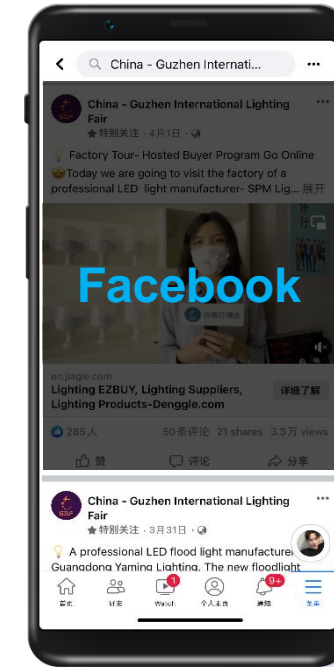 China - Guzhen Internati...
China - Guzhen International Lighting
Fair
特别关注 · 4月1日 ·
Factory Tour- Hosted Buyer Program Go Online
Today we are going to visit the factory of a
professional LED light manufacturer- SPM Lig... 展开
Facebook
古镇灯博会
en.jiagle.com
Lighting EZBUY, Lighting Suppliers,
Lighting Products-Denggle.com
详细了解
285人
50条评论 21 shares 3.3万 views
赞
评论
分享
China - Guzhen International Lighting
Fair
特别关注 · 3月31日 ·
A professional LED flood light manufacturer
Guangdong Yaming Lighting. The new floodlight
1
9+
首页
好友
Watch
个人主页
通知
菜单